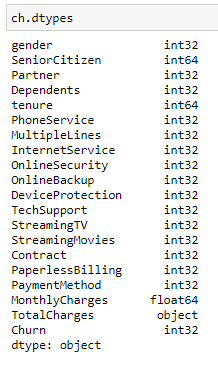 ch.dtypes
gender int32
SeniorCitizen int64
Partner int32
Dependents int32
tenure int64
PhoneService int32
MultipleLines int32
InternetService int32
OnlineSecurity int32
OnlineBackup int32
DeviceProtection int32
TechSupport int32
StreamingTV int32
StreamingMovies int32
Contract int32
PaperlessBilling int32
PaymentMethod int32
MonthlyCharges float64
TotalCharges object
Churn int32
dtype: object